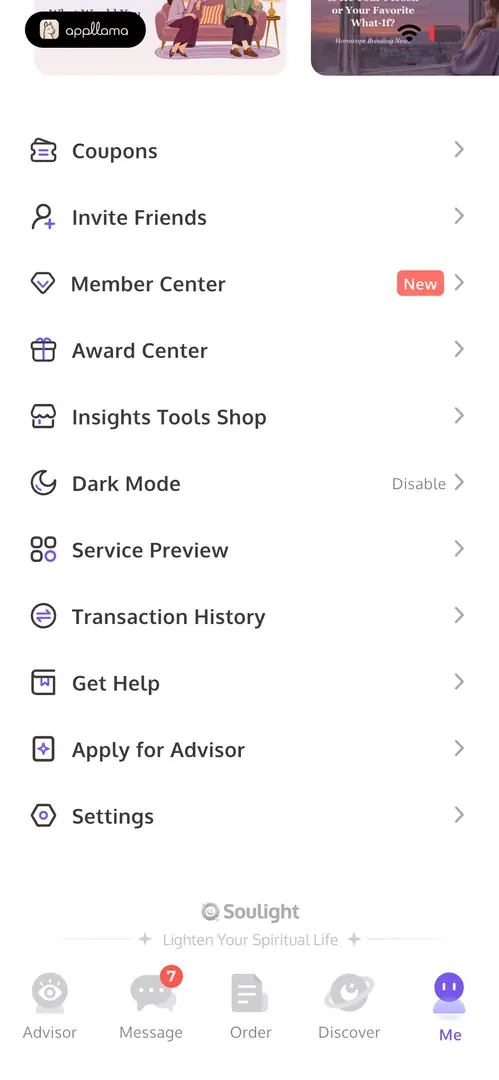 appllama
or Your Favorite
What-If?
Horoscope Breaking News
Coupons
Invite Friends
Member Center
New
Award Center
Insights Tools Shop
Dark Mode
Disable
Service Preview
Transaction History
Get Help
Apply for Advisor
Settings
Soulight
Lighten Your Spiritual Life
7
Advisor
Message
Order
Discover
Me